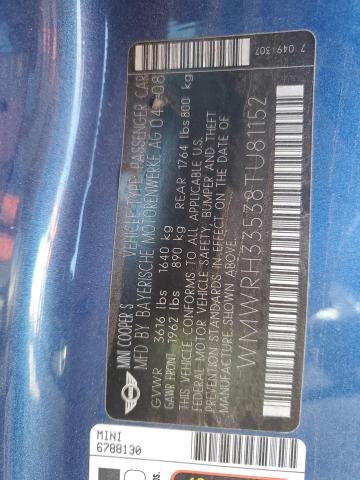 MINI COOPER S
VEHICLE TYPE: PASSENGER CAR
MFD BY BAYERISCHE MOTORENWERKE AG 04-08
GVWR 3616 lbs 1640 kg
GAWR FRONT 1962 lbs 890 kg REAR 1764 lbs 800 kg
THIS VEHICLE CONFORMS TO ALL APPLICABLE
FEDERAL MOTOR VEHICLE SAFETY, BUMPER AND THEFT
PREVENTION STANDARDS IN EFFECT ON THE DATE OF
MANUFACTURE SHOWN ABOVE.
WMWRH33538TU81152
7 049 307
MINI
6788130
lbs.